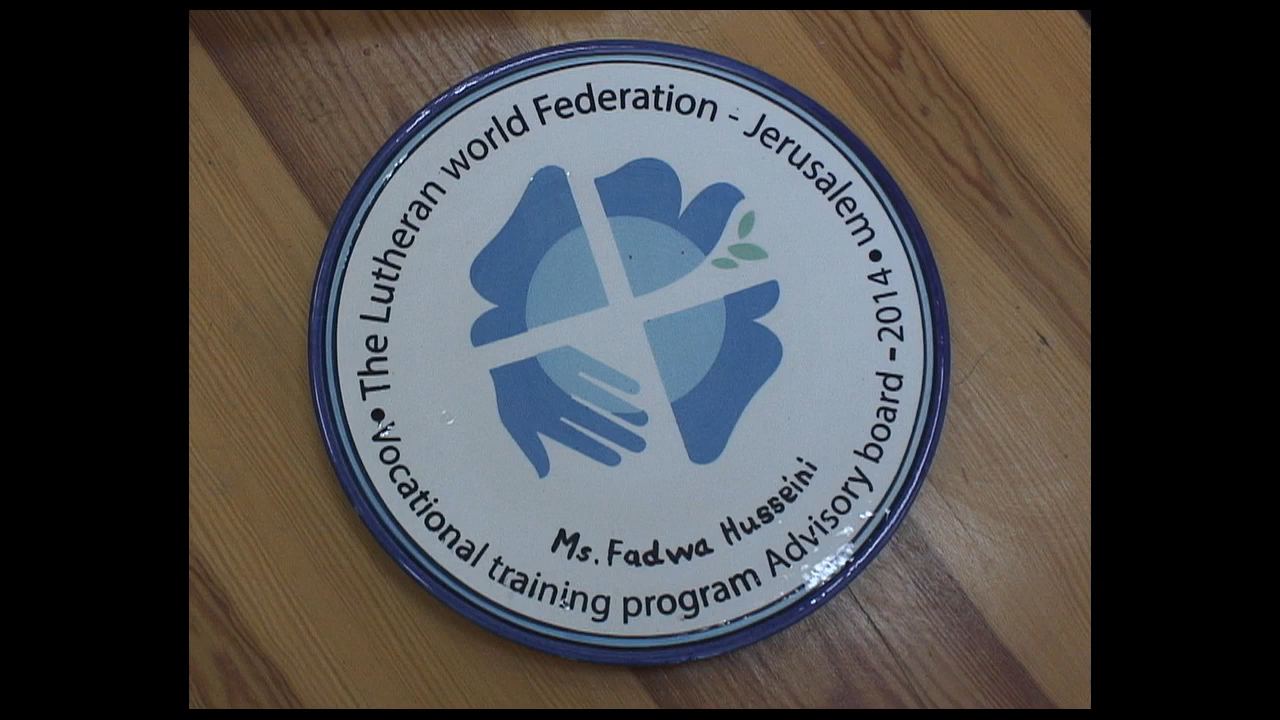 The Lutheran world Federation - Jerusalem
Ms. Fadwa Husseini
Vocational training program Advisory board - 2014